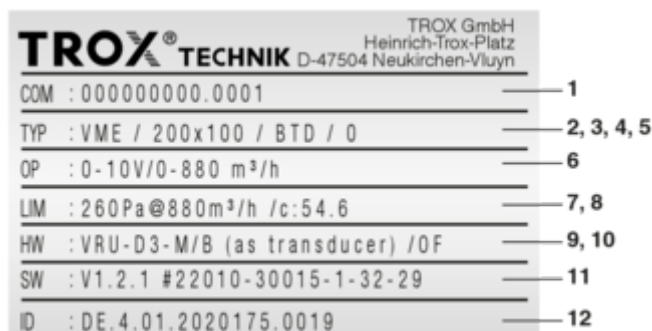 TROX GmbH
Heinrich-Trox-Platz
TROX® TECHNIK D-47504 Neukirchen-Vluyn
COM : 000000000.0001 1
TYP : VME / 200x100 / BTD / 0 2, 3, 4, 5
OP : 0-10V/0-880 m³/h 6
LIM : 260Pa@880m³/h /c:54.6 7, 8
HW : VRU-D3-M/B (as transducer) /0F 9, 10
SW : V1.2.1 #22010-30015-1-32-29 11
ID : DE.4.01.2020175.0019 12